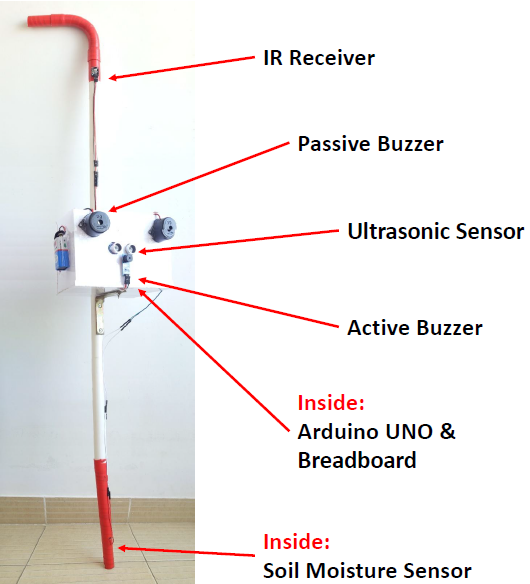 IR Receiver
Passive Buzzer
Ultrasonic Sensor
Active Buzzer
Inside:
Arduino UNO &
Breadboard
Inside:
Soil Moisture Sensor